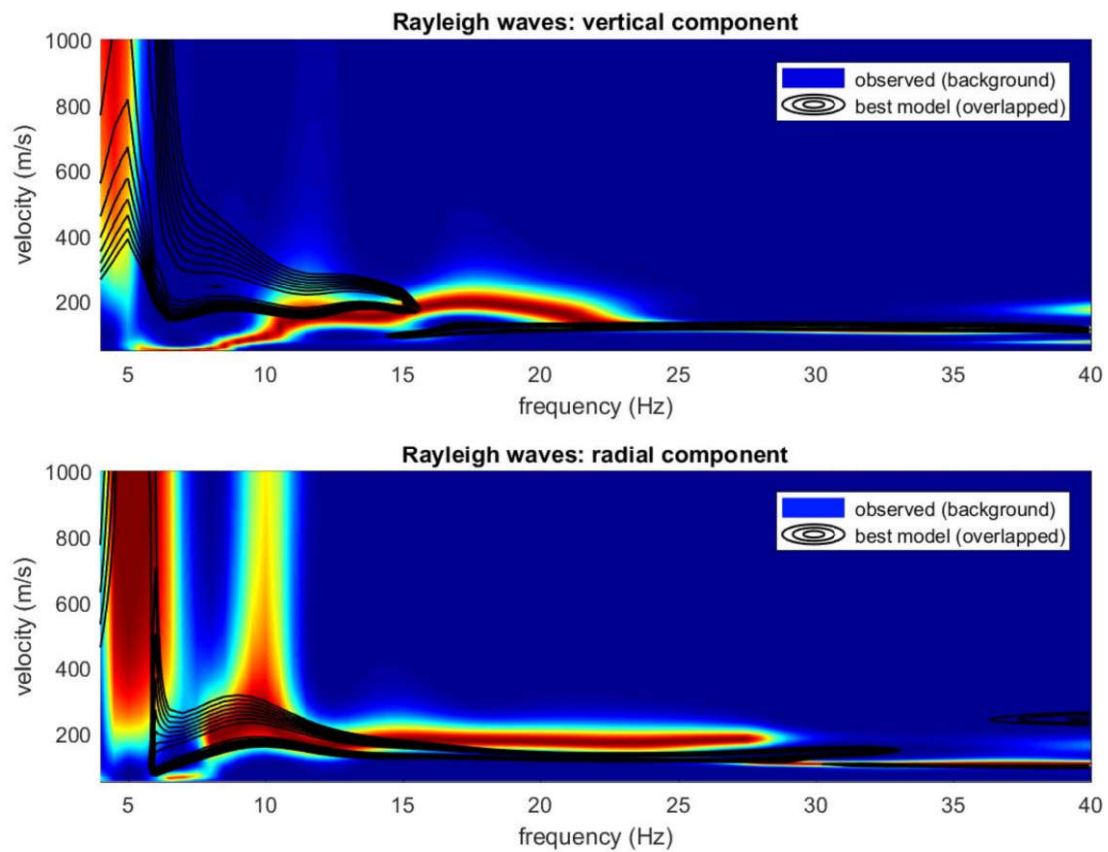 Rayleigh waves: vertical component
1000
800
600
400
200
velocity (m/s)
observed (background)
best model (overlapped)
5 10 15 20 25 30 35 40
frequency (Hz)
Rayleigh waves: radial component
1000
800
600
400
200
velocity (m/s)
observed (background)
best model (overlapped)
5 10 15 20 25 30 35 40
frequency (Hz)